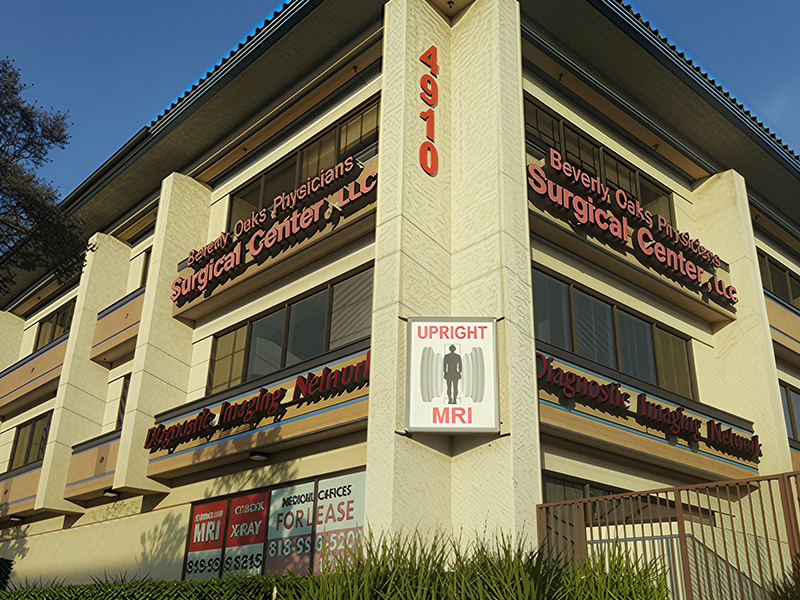 4910
Beverly Oaks Physicians
Surgical Center, LLC
Beverly Oaks Physicians
Surgical Center, LLC
UPRIGHT
MRI
Diagnostic Imaging Network
Diagnostic Imaging Network
MRI
X-RAY
MEDICAL OFFICES
FOR LEASE